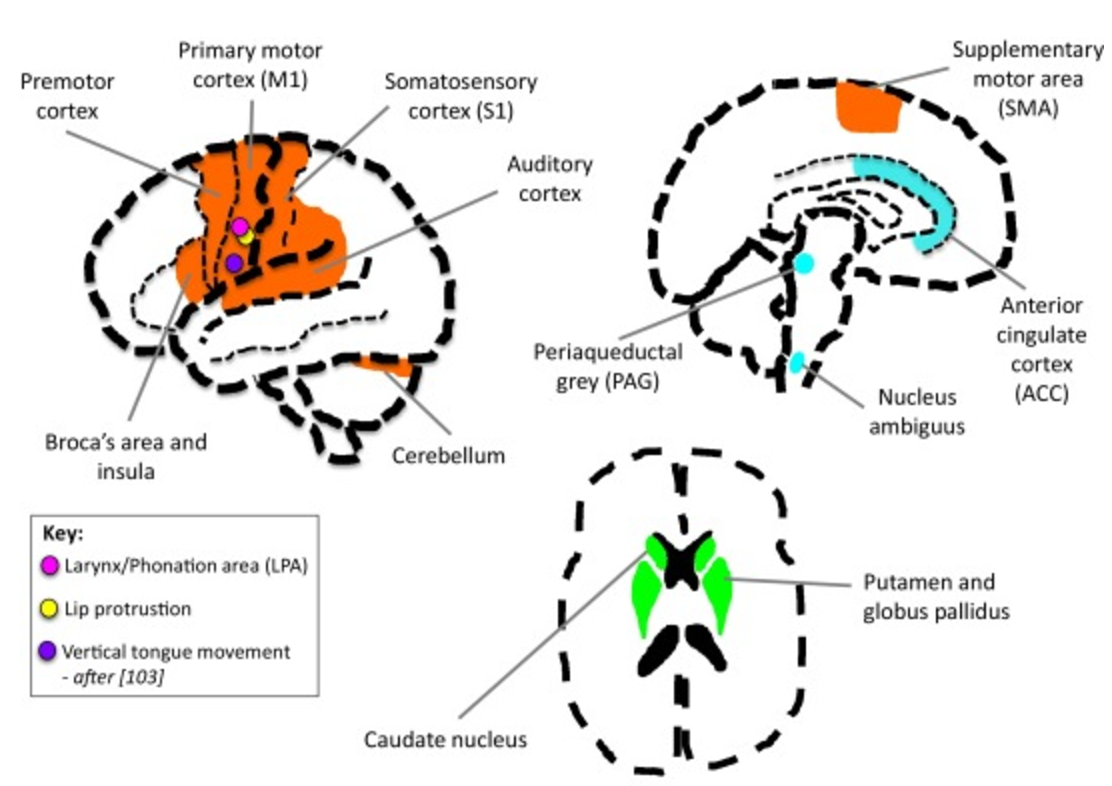 Primary motor
cortex (M1)
Premotor
cortex
Somatosensory
cortex (S1)
Auditory
cortex
Broca's area and
insula
Cerebellum
Supplementary
motor area
(SMA)
Periaqueductal
grey (PAG)
Anterior
cingulate
cortex
(ACC)
Nucleus
ambiguus
Key:
Larynx/Phonation area (LPA)
Lip protrustion
Vertical tongue movement
- after [103]
Putamen and
globus pallidus
Caudate nucleus